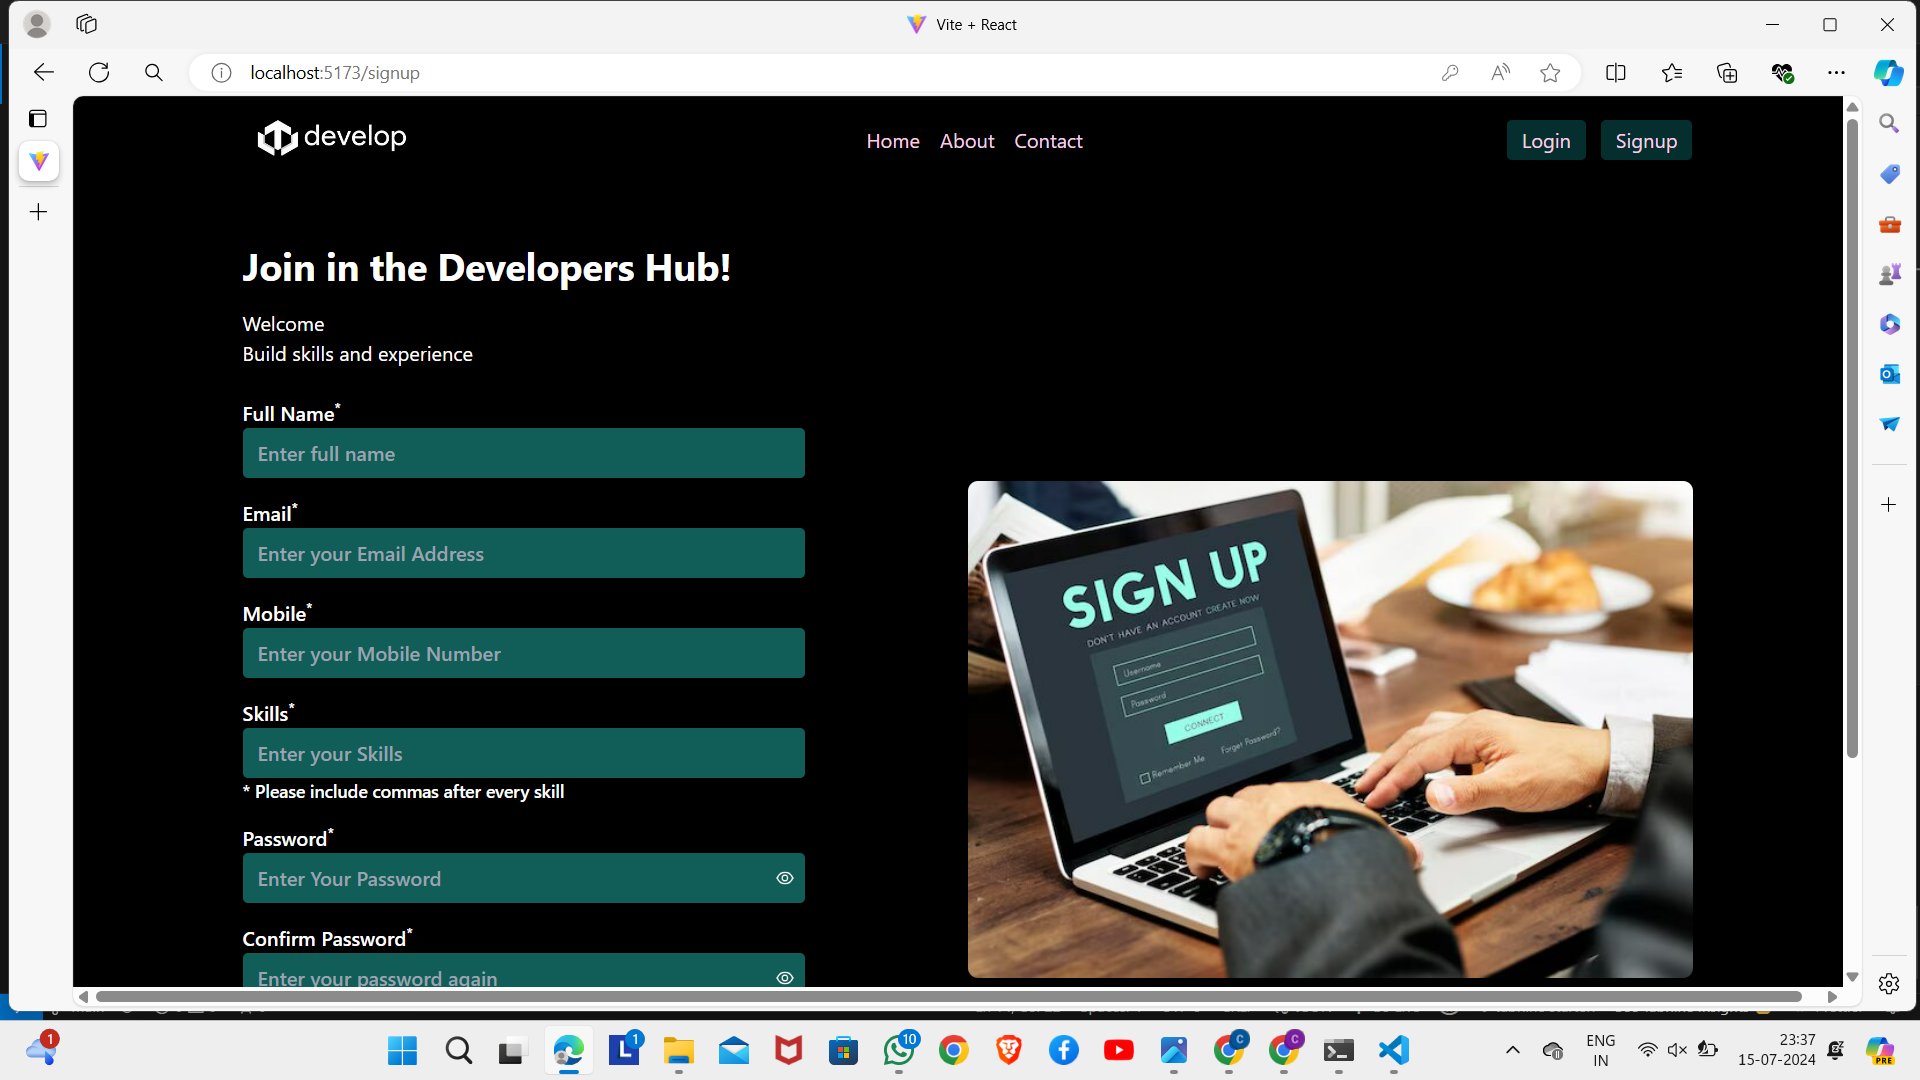 Vite + React
localhost:5173/signup
develop
Home About Contact
Login Signup
Join in the Developers Hub!
Welcome
Build skills and experience
Full Name*
Enter full name
Email*
Enter your Email Address
Mobile*
Enter your Mobile Number
Skills*
Enter your Skills
* Please include commas after every skill
Password*
Enter Your Password
Confirm Password*
Enter your password again
SIGN UP
DON'T HAVE AN ACCOUNT CREATE NOW
Username
Password
CONNECT
Remember Me Forget Password?
1
L 1
10
C
C
ENG
IN
23:37
15-07-2024
PRE